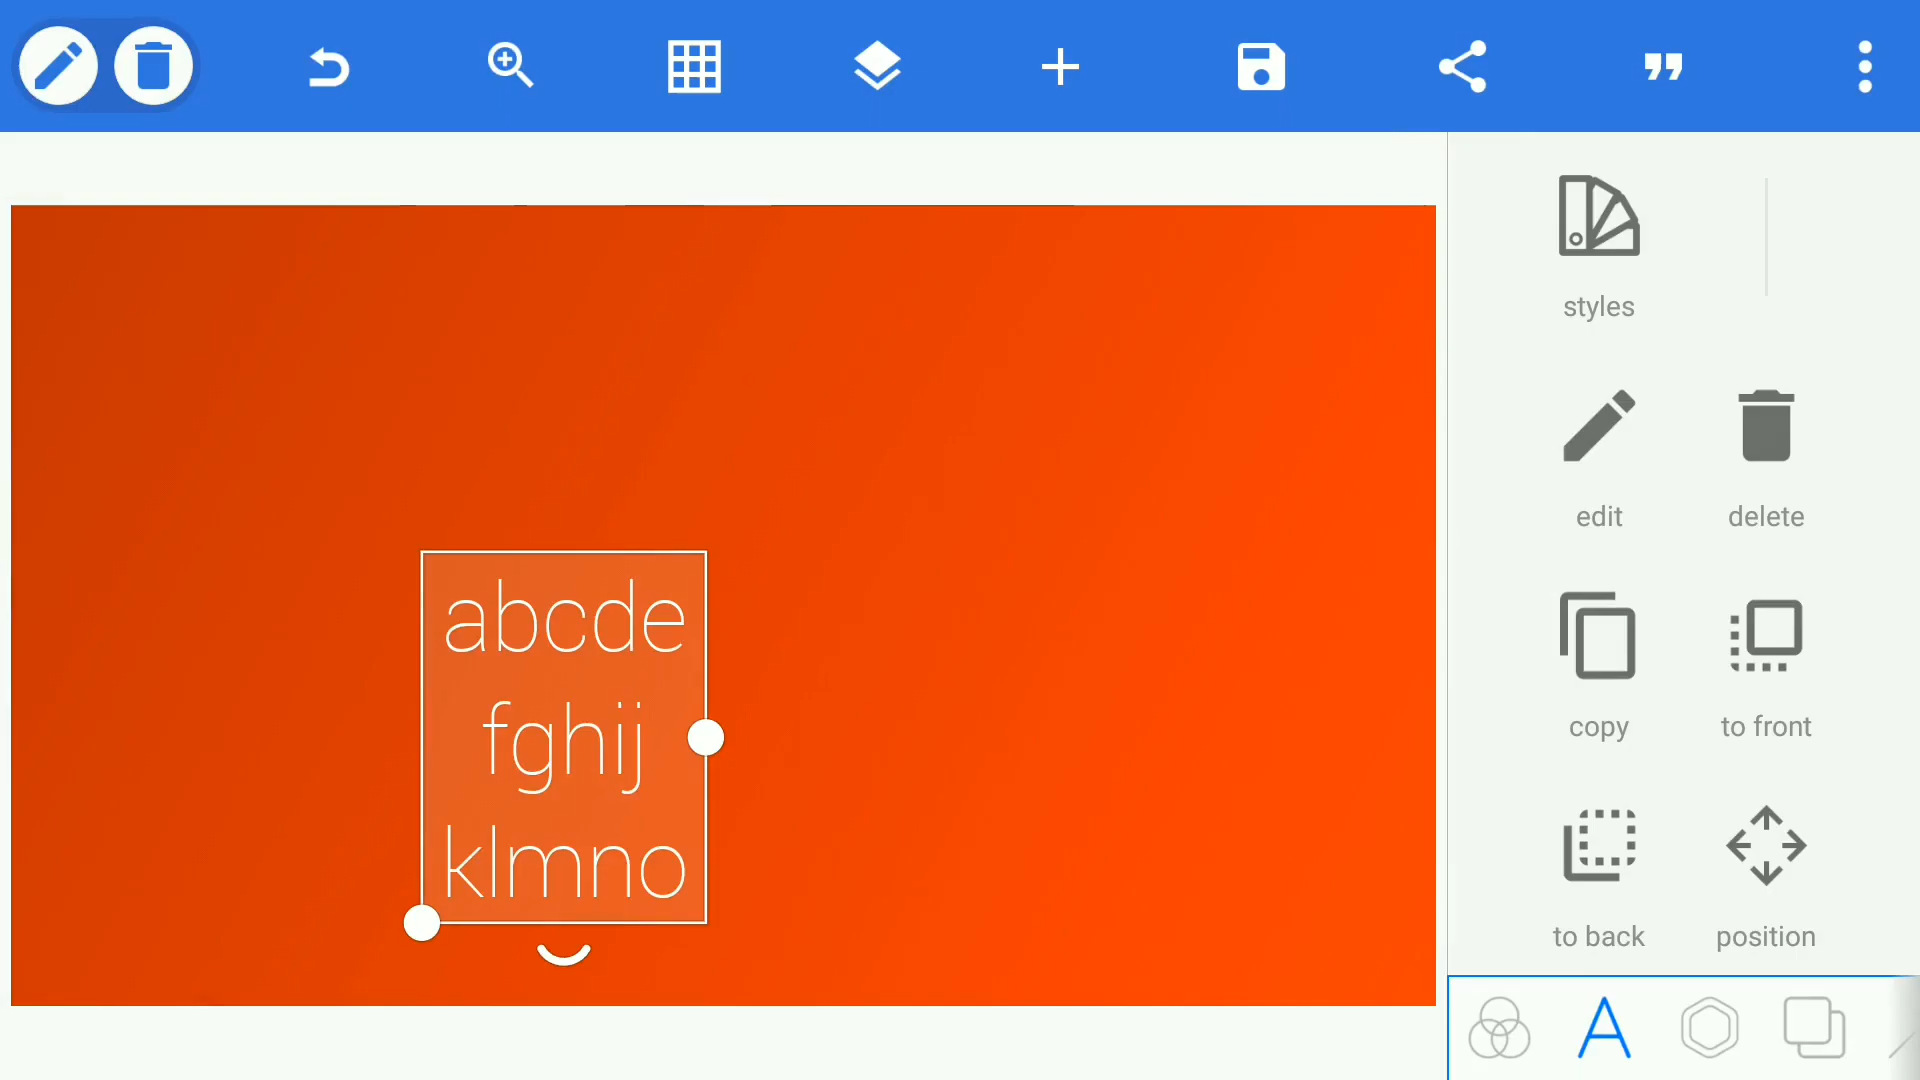 styles
edit
delete
copy
to front
to back
position
abcde
fghij
klmno